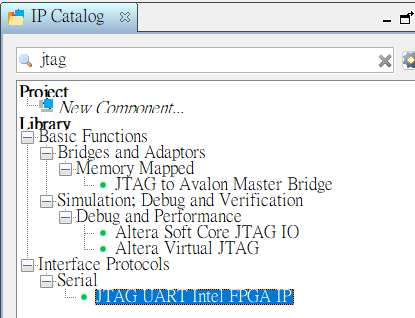 IP Catalog
jtag
Project
New Component...
Library
Basic Functions
Bridges and Adaptors
Memory Mapped
JTAG to Avalon Master Bridge
Simulation; Debug and Verification
Debug and Performance
Altera Soft Core JTAG IO
Altera Virtual JTAG
Interface Protocols
Serial
JTAG UART Intel FPGA IP